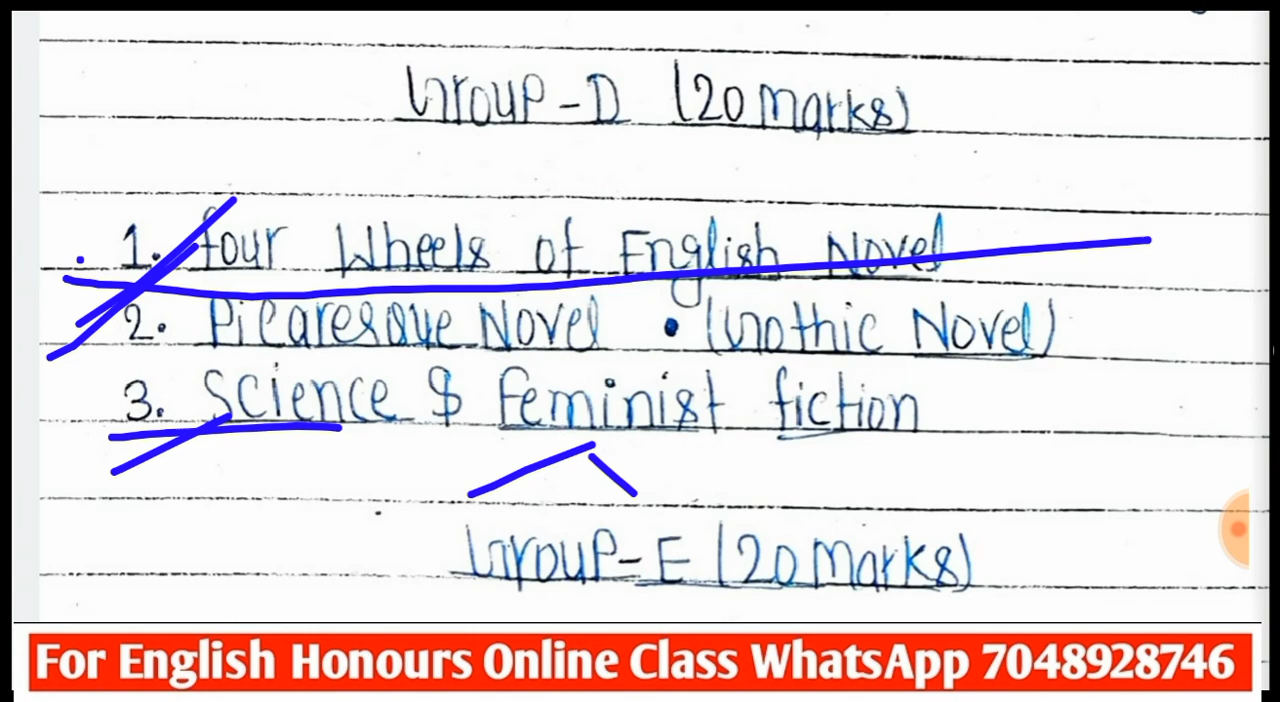 Group-D (20 Marks)
1. four Wheels of English Novel
2. Picaresque Novel • (Gothic Novel)
3. Science & feminist fiction
Group-E (20 Marks)
For English Honours Online Class WhatsApp 7048928746